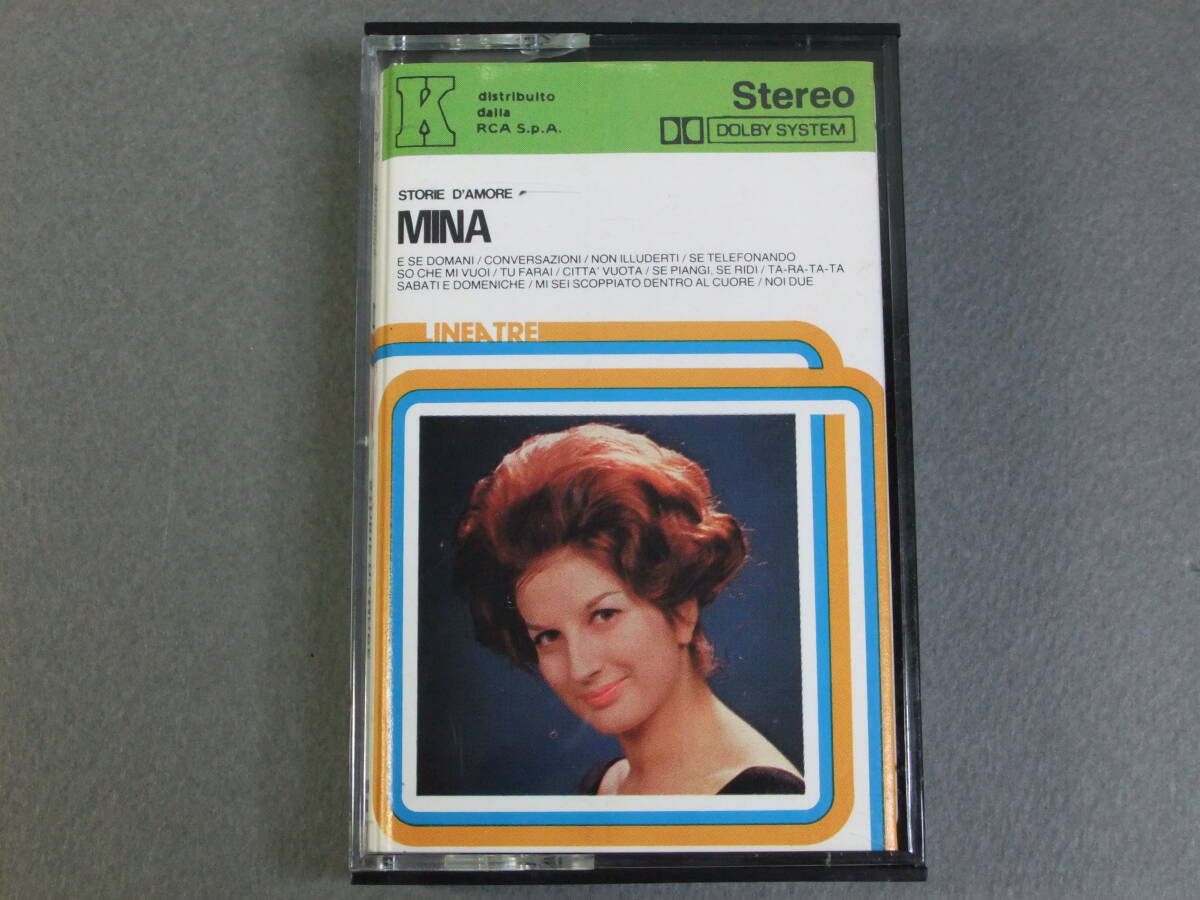 K
distribuito
dalla
RCA S.p.A.
Stereo
DOLBY SYSTEM
STORIE D'AMORE
MINA
E SE DOMANI / CONVERSAZIONI / NON ILLUDERTI / SE TELEFONANDO
SO CHE MI VUOI / TU FARAI / CITTA' VUOTA / SE PIANGI, SE RIDI / TA-RA-TA-TA
SABATI E DOMENICHE / MI SEI SCOPPIATO DENTRO AL CUORE / NOI DUE
LINEATRE